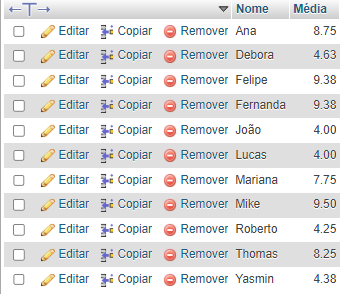 Nome Média
Editar Copiar Remover Ana 8.75
Editar Copiar Remover Debora 4.63
Editar Copiar Remover Felipe 9.38
Editar Copiar Remover Fernanda 9.38
Editar Copiar Remover João 4.00
Editar Copiar Remover Lucas 4.00
Editar Copiar Remover Mariana 7.75
Editar Copiar Remover Mike 9.50
Editar Copiar Remover Roberto 4.25
Editar Copiar Remover Thomas 8.25
Editar Copiar Remover Yasmin 4.38